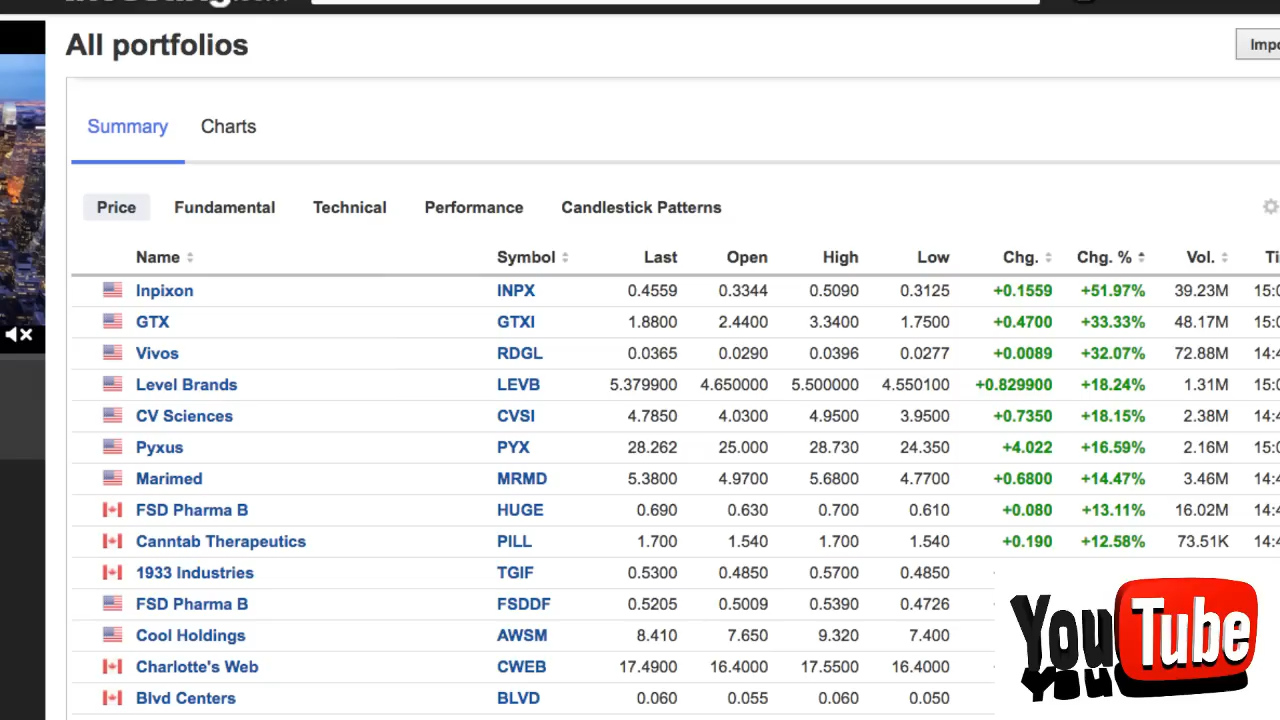 All portfolios
Summary Charts
Price Fundamental Technical Performance Candlestick Patterns
Name Symbol Last Open High Low Chg. Chg. % Vol.
Inpixon INPX 0.4559 0.3344 0.5090 0.3125 +0.1559 +51.97% 39.23M
GTX GTXI 1.8800 2.4400 3.3400 1.7500 +0.4700 +33.33% 48.17M
Vivos RDGL 0.0365 0.0290 0.0396 0.0277 +0.0089 +32.07% 72.88M
Level Brands LEVB 5.379900 4.650000 5.500000 4.550100 +0.829900 +18.24% 1.31M
CV Sciences CVSI 4.7850 4.0300 4.9500 3.9500 +0.7350 +18.15% 2.38M
Pyxus PYX 28.262 25.000 28.730 24.350 +4.022 +16.59% 2.16M
Marimed MRMD 5.3800 4.9700 5.6800 4.7700 +0.6800 +14.47% 3.46M
FSD Pharma B HUGE 0.690 0.630 0.700 0.610 +0.080 +13.11% 16.02M
Canntab Therapeutics PILL 1.700 1.540 1.700 1.540 +0.190 +12.58% 73.51K
1933 Industries TGIF 0.5300 0.4850 0.5700 0.4850
FSD Pharma B FSDDF 0.5205 0.5009 0.5390 0.4726
Cool Holdings AWSM 8.410 7.650 9.320 7.400
Charlotte's Web CWEB 17.4900 16.4000 17.5500 16.4000
Blvd Centers BLVD 0.060 0.055 0.060 0.050
YouTube